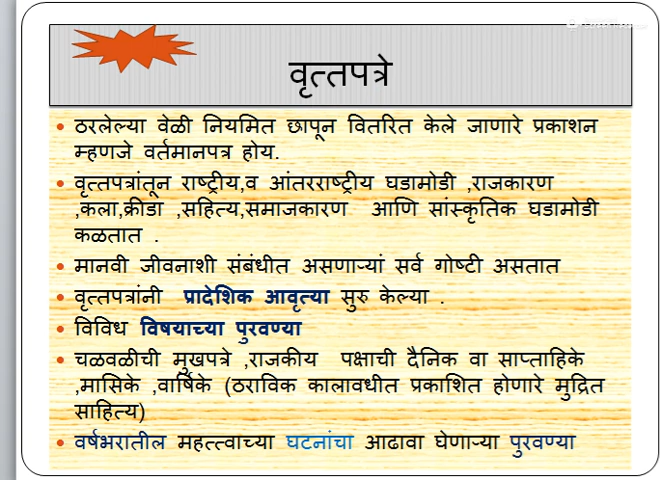 वृत्तपत्रे
• ठरलेल्या वेळी नियमित छापून वितरित केले जाणारे प्रकाशन
म्हणजे वर्तमानपत्र होय.
• वृत्तपत्रांतून राष्ट्रीय,व आंतरराष्ट्रीय घडामोडी ,राजकारण
,कला,क्रीडा ,सहित्य,समाजकारण आणि सांस्कृतिक घडामोडी
कळतात .
• मानवी जीवनाशी संबंधीत असणाऱ्यां सर्व गोष्टी असतात
• वृत्तपत्रांनी प्रादेशिक आवृत्या सुरु केल्या .
• विविध विषयाच्या पुरवण्या
• चळवळीची मुखपत्रे ,राजकीय पक्षाची दैनिक वा साप्ताहिके
,मासिके ,वार्षिके (ठराविक कालावधीत प्रकाशित होणारे मुद्रित
साहित्य)
• वर्षभरातील महत्त्वाच्या घटनांचा आढावा घेणाऱ्या पुरवण्या